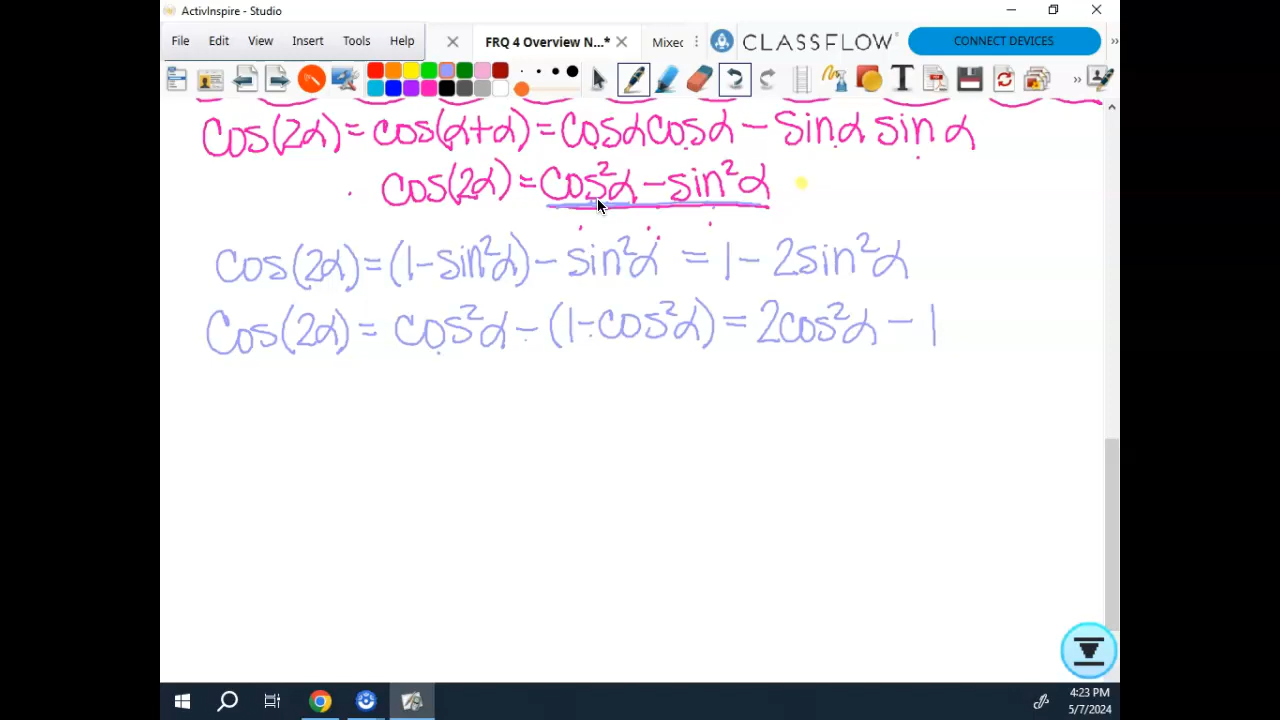 ActivInspire - Studio
File Edit View Insert Tools Help FRQ 4 Overview N...* Mixed CLASSFLOW CONNECT DEVICES
Cos(2α) = cos(α+α) = Cosα Cosα - Sinα sin α
Cos(2α) = Cos²α - sin²α
Cos(2α) = (1-sin²α) - sin²α = 1 - 2sin²α
Cos(2α) = cos²α - (1-cos²α) = 2cos²α - 1
4:23 PM
5/7/2024